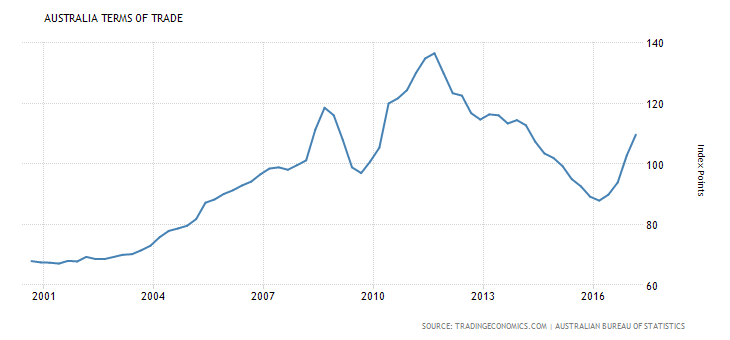 AUSTRALIA TERMS OF TRADE
140
120
100
80
60
Index Points
2001 2004 2007 2010 2013 2016
SOURCE: TRADINGECONOMICS.COM | AUSTRALIAN BUREAU OF STATISTICS